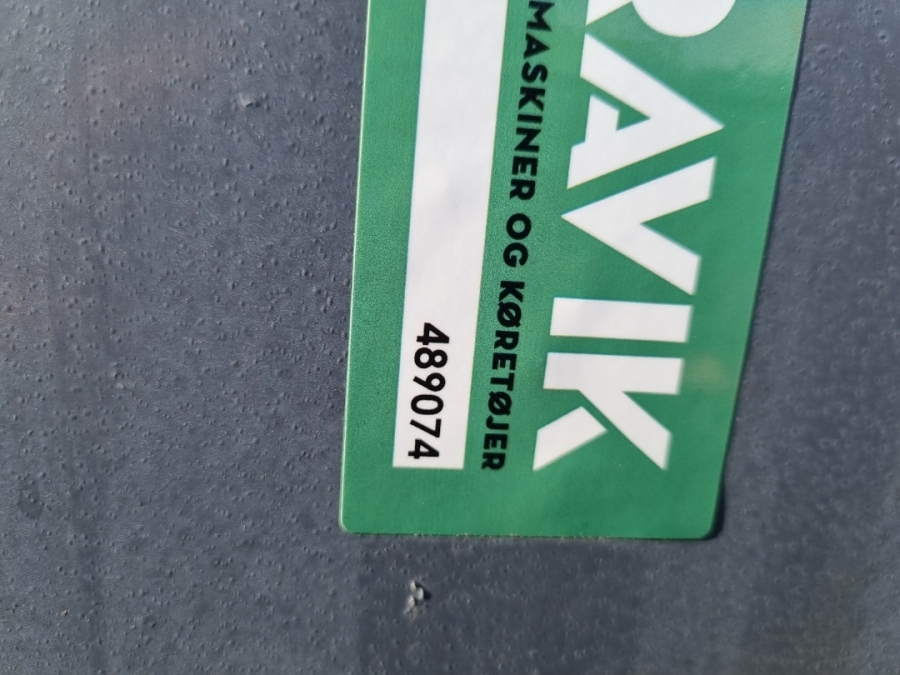 RAVIK
MASKINER OG KØRETØJER
489074